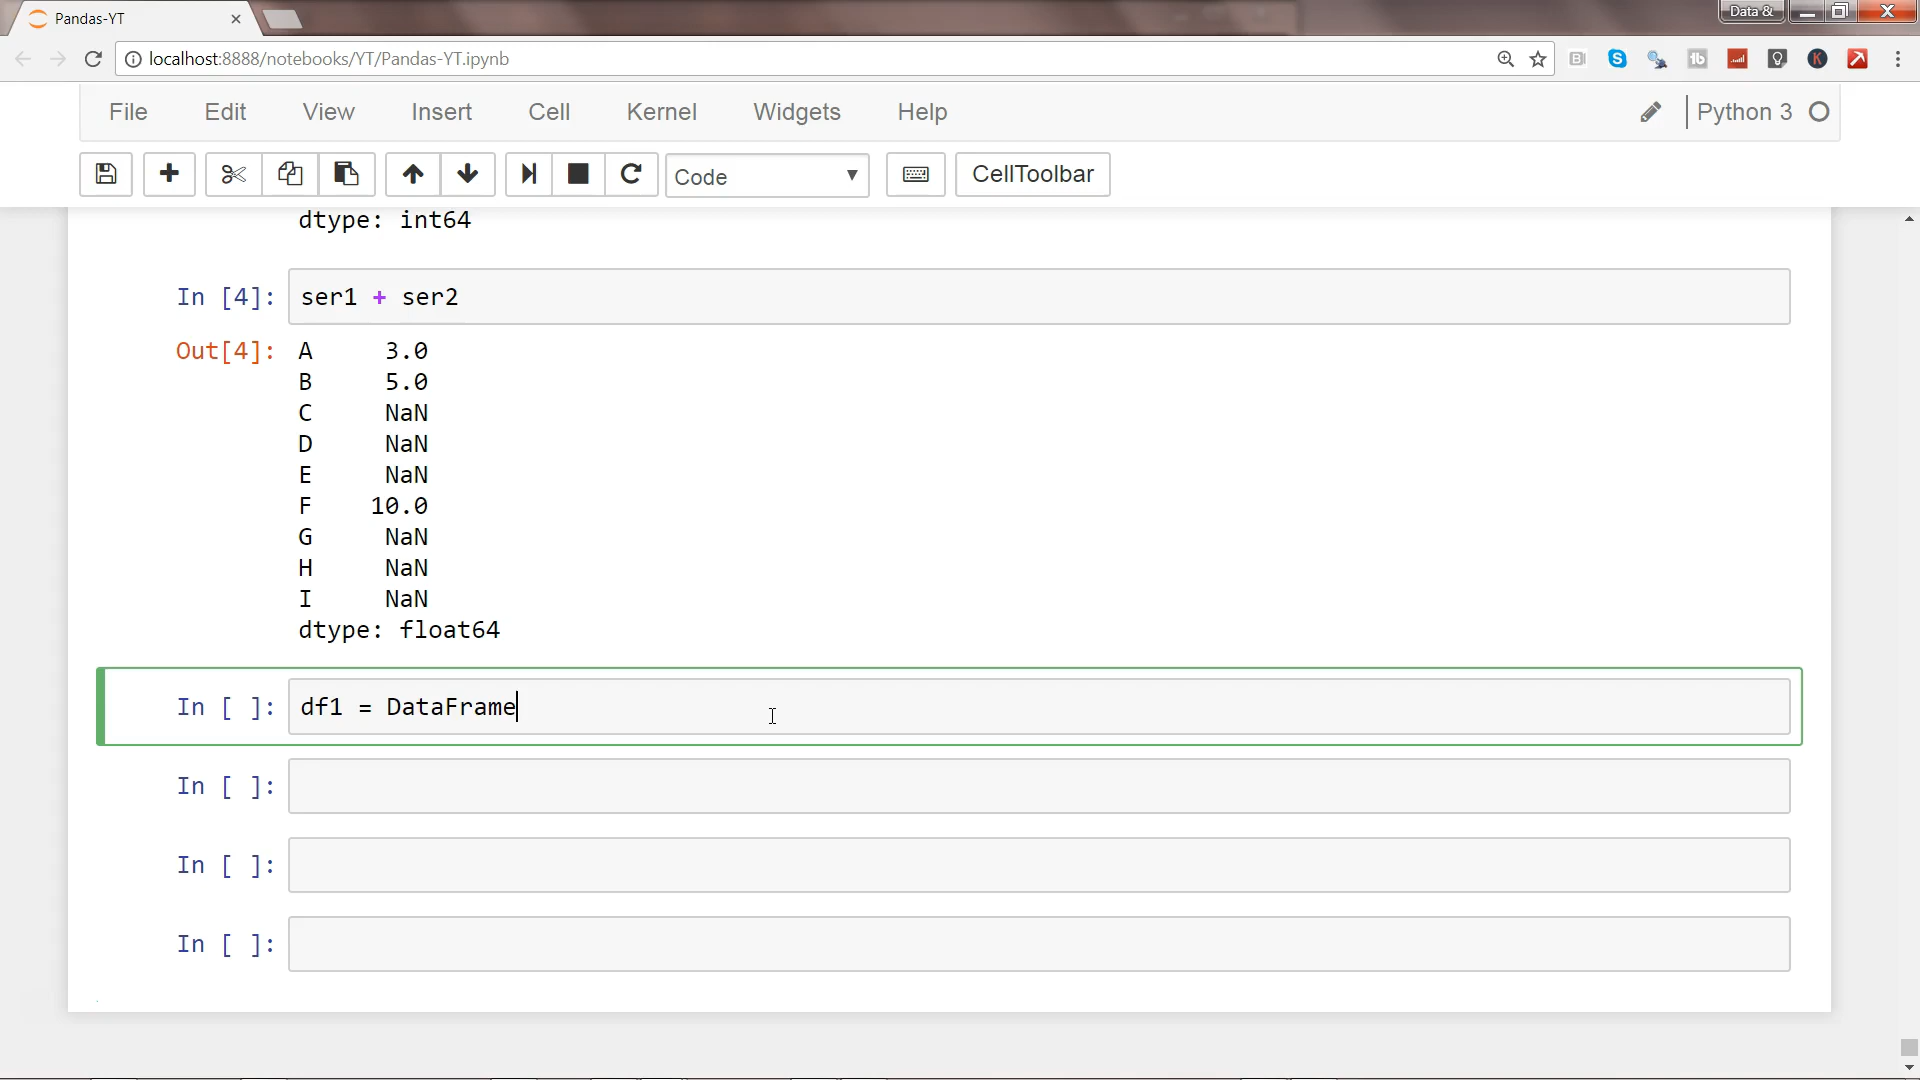 Pandas-YT
Data &
localhost:8888/notebooks/YT/Pandas-YT.ipynb
File Edit View Insert Cell Kernel Widgets Help Python 3
Code CellToolbar
dtype: int64
In [4]: ser1 + ser2
Out[4]: A 3.0
B 5.0
C NaN
D NaN
E NaN
F 10.0
G NaN
H NaN
I NaN
dtype: float64
In [ ]: df1 = DataFrame
In [ ]:
In [ ]:
In [ ]: